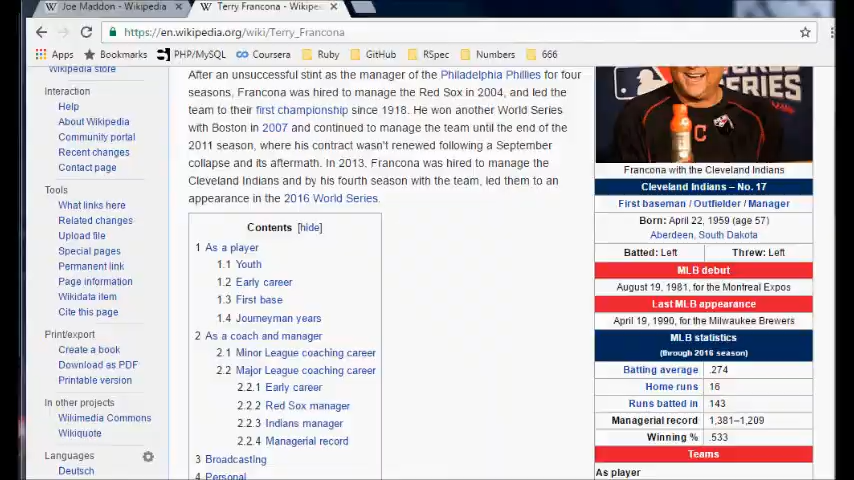 Joe Maddon - Wikipedia
Terry Francona - Wikipe
https://en.wikipedia.org/wiki/Terry_Francona
Apps
Bookmarks
PHP/MySQL
Coursera
Ruby
GitHub
RSpec
Numbers
666
Wikipedia store
Interaction
Help
About Wikipedia
Community portal
Recent changes
Contact page
Tools
What links here
Related changes
Upload file
Special pages
Permanent link
Page information
Wikidata item
Cite this page
Print/export
Create a book
Download as PDF
Printable version
In other projects
Wikimedia Commons
Wikiquote
Languages
Deutsch
After an unsuccessful stint as the manager of the Philadelphia Phillies for four
seasons, Francona was hired to manage the Red Sox in 2004, and led the
team to their first championship since 1918. He won another World Series
with Boston in 2007 and continued to manage the team until the end of the
2011 season, where his contract wasn't renewed following a September
collapse and its aftermath. In 2013, Francona was hired to manage the
Cleveland Indians and by his fourth season with the team, led them to an
appearance in the 2016 World Series.
Contents [hide]
1 As a player
1.1 Youth
1.2 Early career
1.3 First base
1.4 Journeyman years
2 As a coach and manager
2.1 Minor League coaching career
2.2 Major League coaching career
2.2.1 Early career
2.2.2 Red Sox manager
2.2.3 Indians manager
2.2.4 Managerial record
3 Broadcasting
4 Personal
SERIES
C
Francona with the Cleveland Indians
Cleveland Indians – No. 17
First baseman / Outfielder / Manager
Born: April 22, 1959 (age 57)
Aberdeen, South Dakota
Batted: Left
Threw: Left
MLB debut
August 19, 1981, for the Montreal Expos
Last MLB appearance
April 19, 1990, for the Milwaukee Brewers
MLB statistics
(through 2016 season)
Batting average .274
Home runs 16
Runs batted in 143
Managerial record 1,381–1,209
Winning % .533
Teams
As player